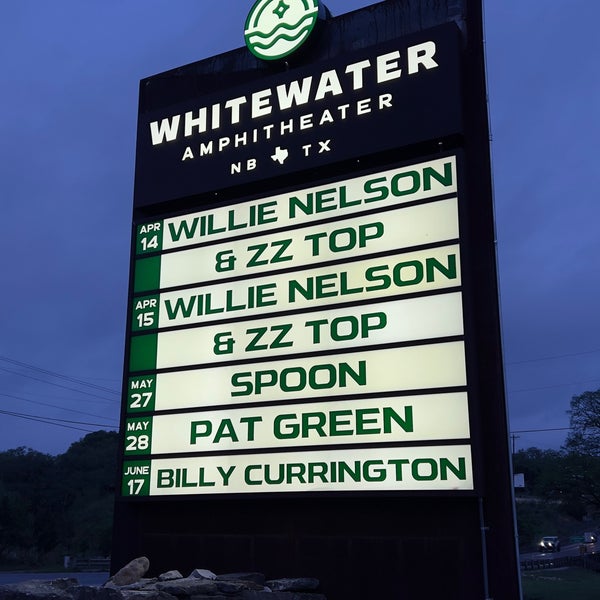 WHITEWATER
AMPHITHEATER
NB TX
APR 14 WILLIE NELSON
& ZZ TOP
APR 15 WILLIE NELSON
& ZZ TOP
MAY 27 SPOON
MAY 28 PAT GREEN
JUNE 17 BILLY CURRINGTON